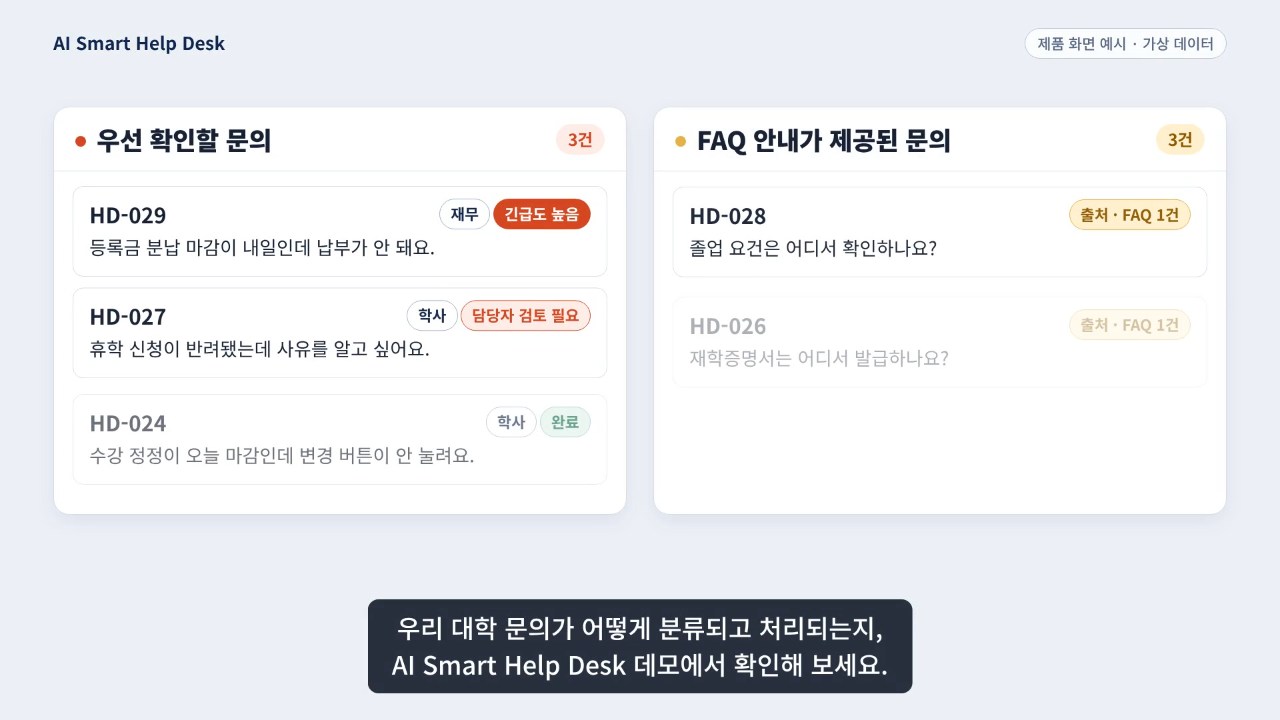 AI Smart Help Desk
제품 화면 예시 · 가상 데이터
우선 확인할 문의
3건
HD-029
재무
긴급도 높음
등록금 분납 마감이 내일인데 납부가 안 돼요.
HD-027
학사
담당자 검토 필요
휴학 신청이 반려됐는데 사유를 알고 싶어요.
HD-024
학사
완료
수강 정정이 오늘 마감인데 변경 버튼이 안 눌려요.
FAQ 안내가 제공된 문의
3건
HD-028
출처 · FAQ 1건
졸업 요건은 어디서 확인하나요?
HD-026
출처 · FAQ 1건
재학증명서는 어디서 발급하나요?
우리 대학 문의가 어떻게 분류되고 처리되는지,
AI Smart Help Desk 데모에서 확인해 보세요.